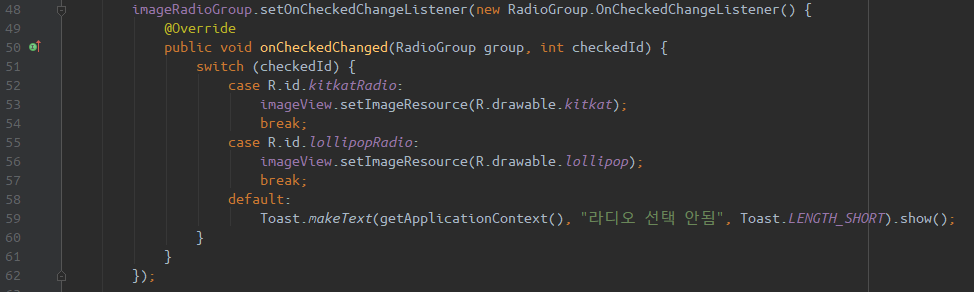 48 imageRadioGroup.setOnCheckedChangeListener(new RadioGroup.OnCheckedChangeListener() {
49 @Override
50 public void onCheckedChanged(RadioGroup group, int checkedId) {
51 switch (checkedId) {
52 case R.id.kitkatRadio:
53 imageView.setImageResource(R.drawable.kitkat);
54 break;
55 case R.id.lollipopRadio:
56 imageView.setImageResource(R.drawable.lollipop);
57 break;
58 default:
59 Toast.makeText(getApplicationContext(), "라디오 선택 안됨", Toast.LENGTH_SHORT).show();
60 }
61 }
62 });